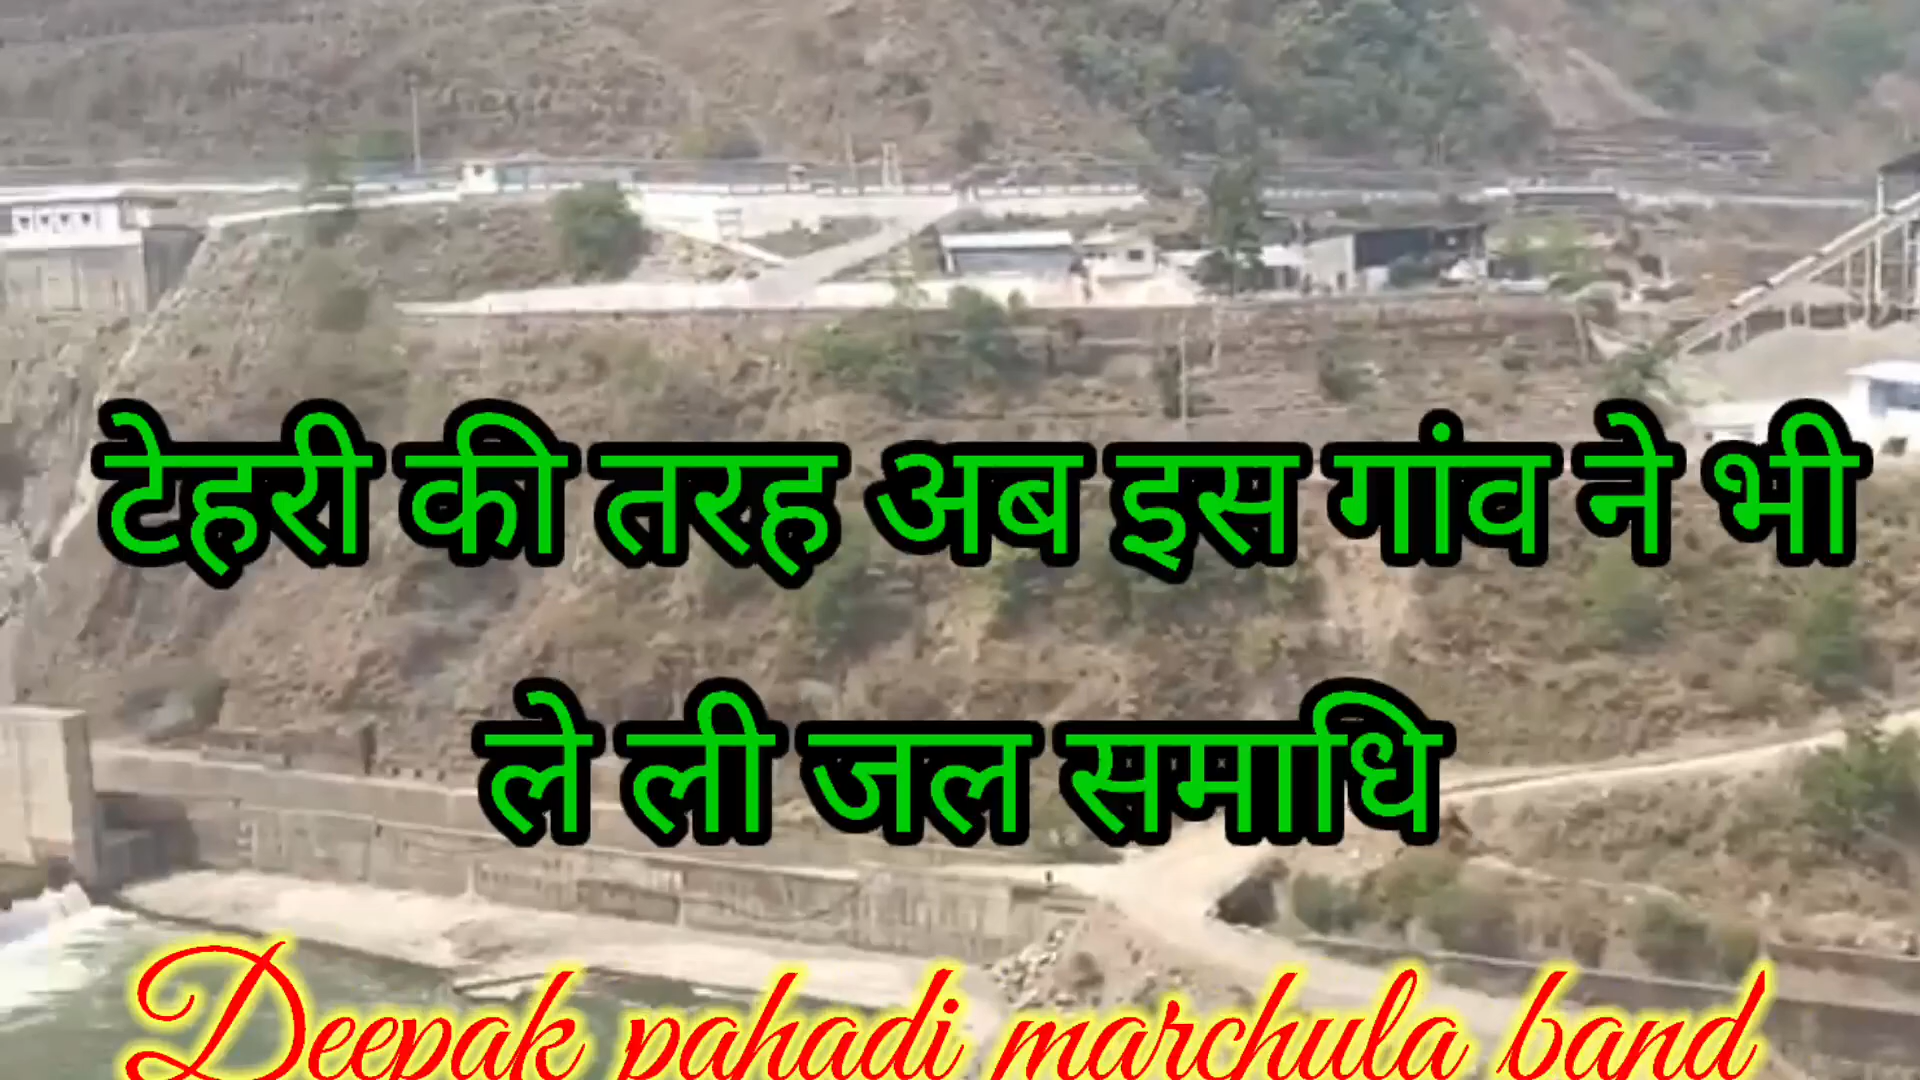 टेहरी की तरह अब इस गांव ने भी
ले ली जल समाधि
Deepak pahadi marchula band